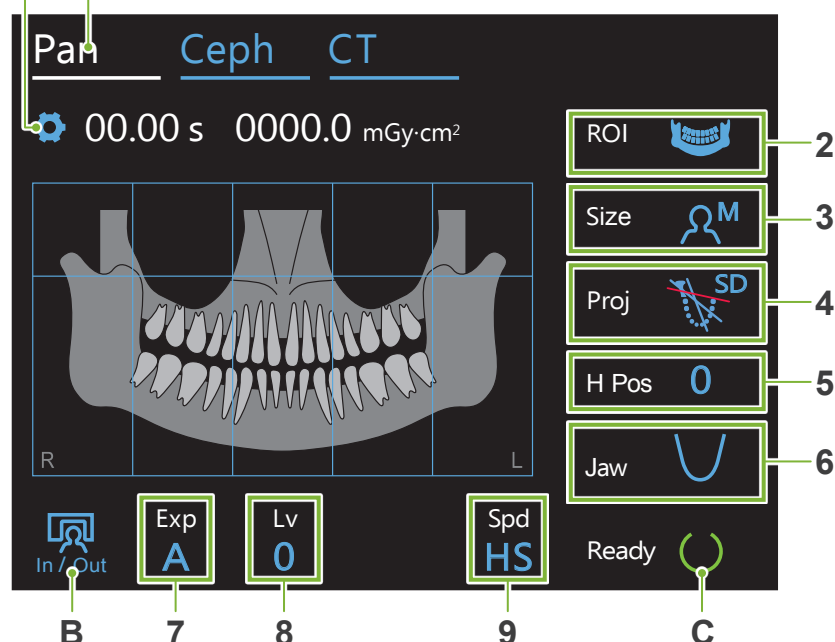 Pan Ceph CT
00.00 s 0000.0 mGy·cm²
ROI
2
Size M
3
Proj SD
4
H Pos 0
5
Jaw
6
R L
In / Out
Exp
A
Lv
0
Spd
HS
Ready
B 7 8 9 C